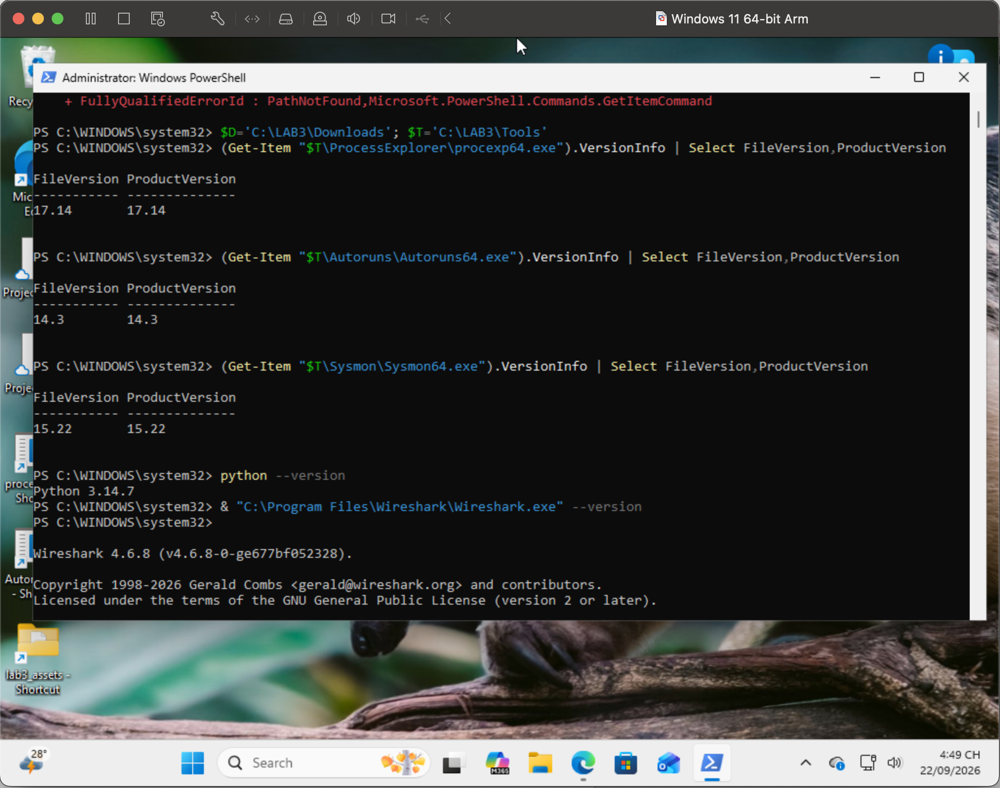 Windows 11 64-bit Arm
Administrator: Windows PowerShell
+ FullyQualifiedErrorId : PathNotFound,Microsoft.PowerShell.Commands.GetItemCommand
PS C:\WINDOWS\system32> $D='C:\LAB3\Downloads'; $T='C:\LAB3\Tools'
PS C:\WINDOWS\system32> (Get-Item "$T\ProcessExplorer\procexp64.exe").VersionInfo | Select FileVersion,ProductVersion
FileVersion ProductVersion
----------- --------------
17.14       17.14
PS C:\WINDOWS\system32> (Get-Item "$T\Autoruns\Autoruns64.exe").VersionInfo | Select FileVersion,ProductVersion
FileVersion ProductVersion
----------- --------------
14.3        14.3
PS C:\WINDOWS\system32> (Get-Item "$T\Sysmon\Sysmon64.exe").VersionInfo | Select FileVersion,ProductVersion
FileVersion ProductVersion
----------- --------------
15.22       15.22
PS C:\WINDOWS\system32> python --version
Python 3.14.7
PS C:\WINDOWS\system32> & "C:\Program Files\Wireshark\Wireshark.exe" --version
PS C:\WINDOWS\system32>
Wireshark 4.6.8 (v4.6.8-0-ge677bf052328).
Copyright 1998-2026 Gerald Combs <gerald@wireshark.org> and contributors.
Licensed under the terms of the GNU General Public License (version 2 or later).
Recy
Mic
Projec
Proje
proce
Sho
Autor
- Sh
lab3_assets -
Shortcut
28°
Search
M365
4:49 CH
22/09/2026